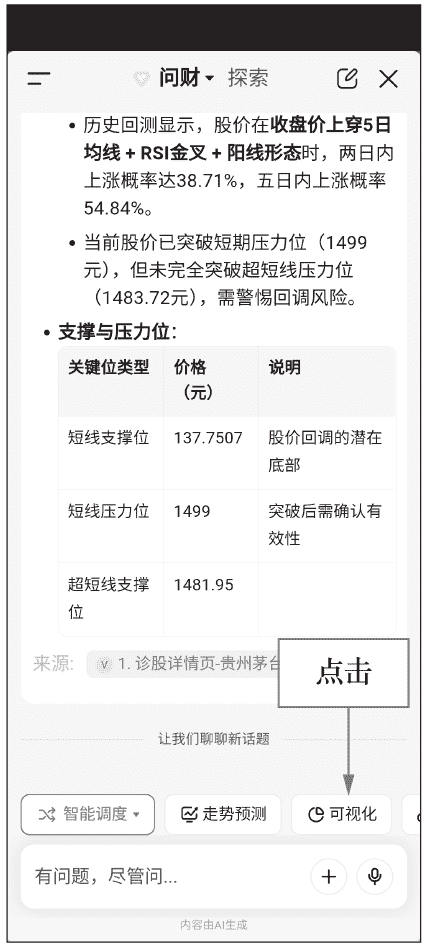 问财 探索
历史回测显示，股价在收盘价上穿5日
均线 + RSI金叉 + 阳线形态时，两日内
上涨概率达38.71%，五日内上涨概率
54.84%。
当前股价已突破短期压力位（1499
元），但未完全突破超短线压力位
（1483.72元），需警惕回调风险。
支撑与压力位：
关键位类型 价格 说明
（元）
短线支撑位 137.7507 股价回调的潜在
底部
短线压力位 1499 突破后需确认有
效性
超短线支撑 1481.95
位
来源: 1. 诊股详情页-贵州茅台
点击
让我们聊聊新话题
智能调度 走势预测 可视化
有问题，尽管问...
内容由AI生成